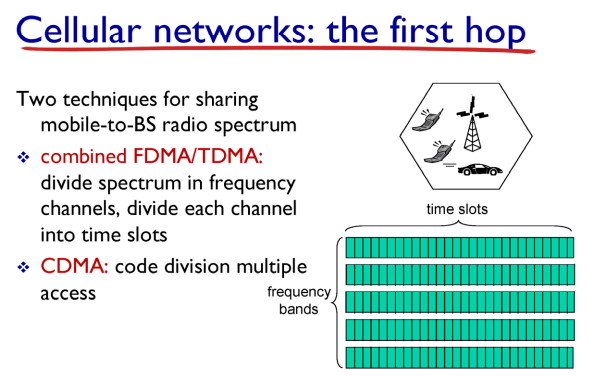 Cellular networks: the first hop
Two techniques for sharing
mobile-to-BS radio spectrum
❖ combined FDMA/TDMA:
divide spectrum in frequency
channels, divide each channel
into time slots
❖ CDMA: code division multiple
access
time slots
frequency
bands